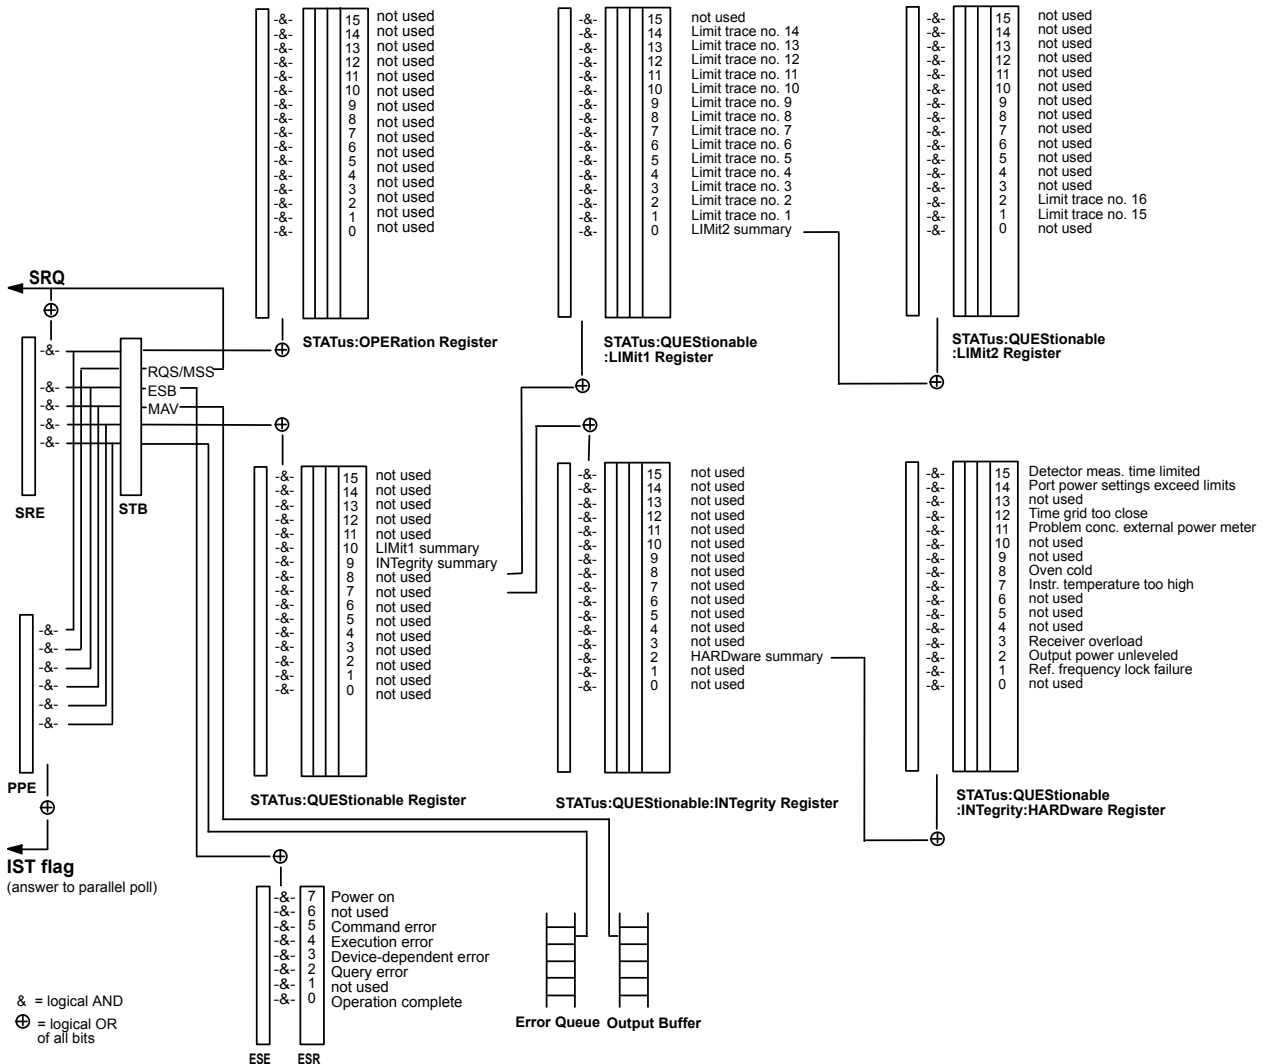 -&- 15 not used
-&- 14 not used
-&- 13 not used
-&- 12 not used
-&- 11 not used
-&- 10 not used
-&- 9 not used
-&- 8 not used
-&- 7 not used
-&- 6 not used
-&- 5 not used
-&- 4 not used
-&- 3 not used
-&- 2 not used
-&- 1
-&- 0 not used
STATus:OPERation Register
-&- 15 not used
-&- 14 Limit trace no. 14
-&- 13 Limit trace no. 13
-&- 12 Limit trace no. 12
-&- 11 Limit trace no. 11
-&- 10 Limit trace no. 10
-&- 9 Limit trace no. 9
-&- 8 Limit trace no. 8
-&- 7 Limit trace no. 7
-&- 6 Limit trace no. 6
-&- 5 Limit trace no. 5
-&- 4 Limit trace no. 4
-&- 3 Limit trace no. 3
-&- 2 Limit trace no. 2
-&- 1 Limit trace no. 1
-&- 0 LIMit2 summary
STATus:QUEStionable
:LIMit1 Register
-&- 15 not used
-&- 14 not used
-&- 13 not used
-&- 12 not used
-&- 11 not used
-&- 10 not used
-&- 9 not used
-&- 8 not used
-&- 7 not used
-&- 6 not used
-&- 5 not used
-&- 4 not used
-&- 3 not used
-&- 2 Limit trace no. 16
-&- 1 Limit trace no. 15
-&- 0 not used
STATus:QUEStionable
:LIMit2 Register
SRQ
-&-
RQS/MSS
-&- ESB
-&- MAV
-&-
-&-
SRE
STB
-&- 15 not used
-&- 14 not used
-&- 13 not used
-&- 12 not used
-&- 11 not used
-&- 10 LIMit1 summary
-&- 9 INTegrity summary
-&- 8 not used
-&- 7 not used
-&- 6 not used
-&- 5 not used
-&- 4 not used
-&- 3 not used
-&- 2 not used
-&- 1 not used
-&- 0 not used
STATus:QUEStionable Register
-&- 15 not used
-&- 14 not used
-&- 13 not used
-&- 12 not used
-&- 11 not used
-&- 10 not used
-&- 9 not used
-&- 8 not used
-&- 7 not used
-&- 6 not used
-&- 5 not used
-&- 4 not used
-&- 3 not used
-&- 2 HARDware summary
-&- 1 not used
-&- 0 not used
STATus:QUEStionable:INTegrity Register
-&- 15 Detector meas. time limited
-&- 14 Port power settings exceed limits
-&- 13 not used
-&- 12 Time grid too close
-&- 11 Problem conc. external power meter
-&- 10 not used
-&- 9 not used
-&- 8 Oven cold
-&- 7 Instr. temperature too high
-&- 6 not used
-&- 5 not used
-&- 4 not used
-&- 3 Receiver overload
-&- 2 Output power unleveled
-&- 1 Ref. frequency lock failure
-&- 0 not used
STATus:QUEStionable
:INTegrity:HARDware Register
-&-
-&-
-&-
-&-
-&-
-&-
PPE
IST flag
(answer to parallel poll)
-&- 7 Power on
-&- 6 not used
-&- 5 Command error
-&- 4 Execution error
-&- 3 Device-dependent error
-&- 2 Query error
-&- 1 not used
-&- 0 Operation complete
ESE ESR
Error Queue Output Buffer
& = logical AND
⊕ = logical OR
of all bits